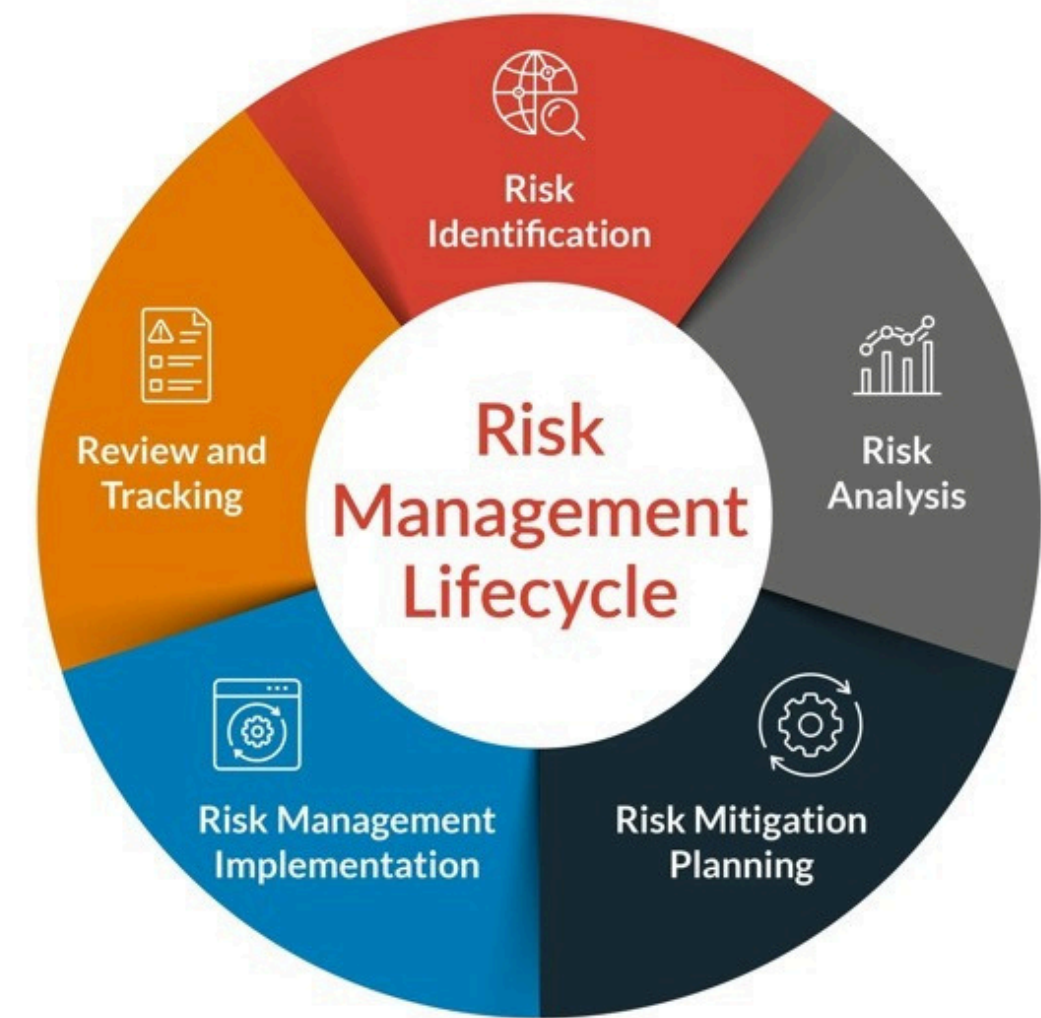 Risk
Identification
Risk
Analysis
Risk Mitigation
Planning
Risk Management
Implementation
Review and
Tracking
Risk
Management
Lifecycle